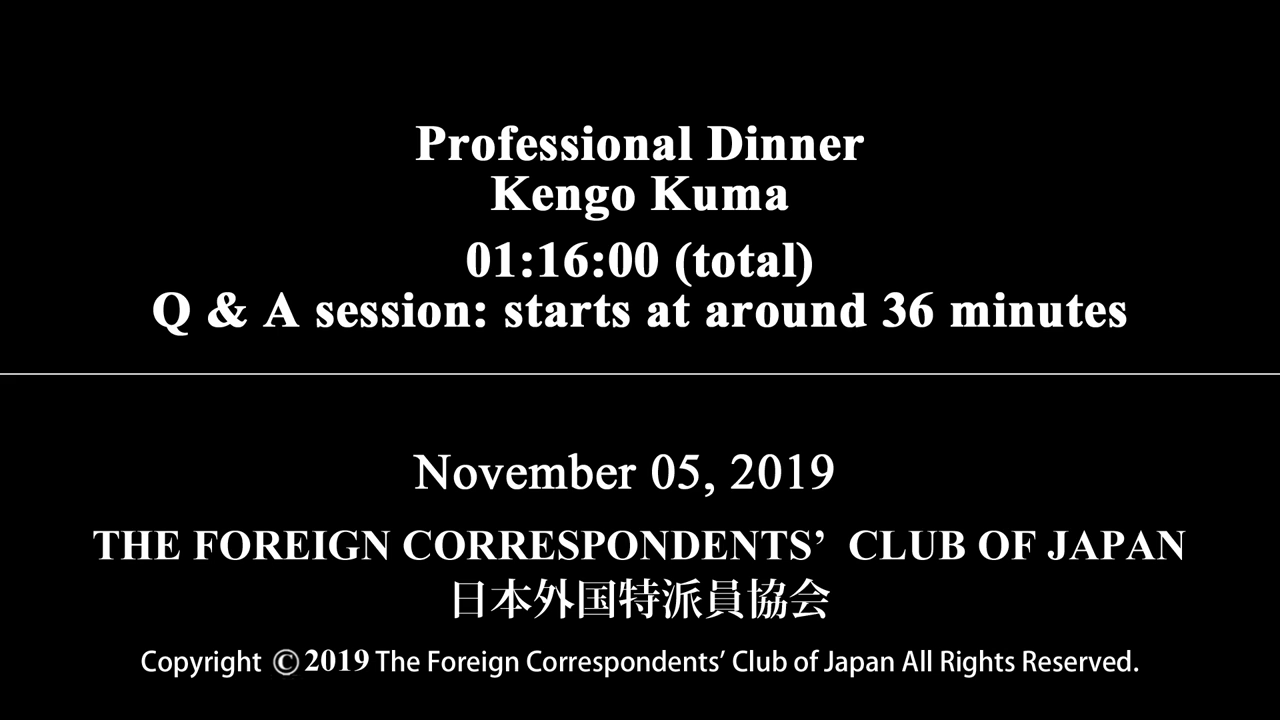 Professional Dinner
Kengo Kuma
01:16:00 (total)
Q & A session: starts at around 36 minutes
November 05, 2019
THE FOREIGN CORRESPONDENTS’ CLUB OF JAPAN
日本外国特派員協会
Copyright ©2019 The Foreign Correspondents’ Club of Japan All Rights Reserved.